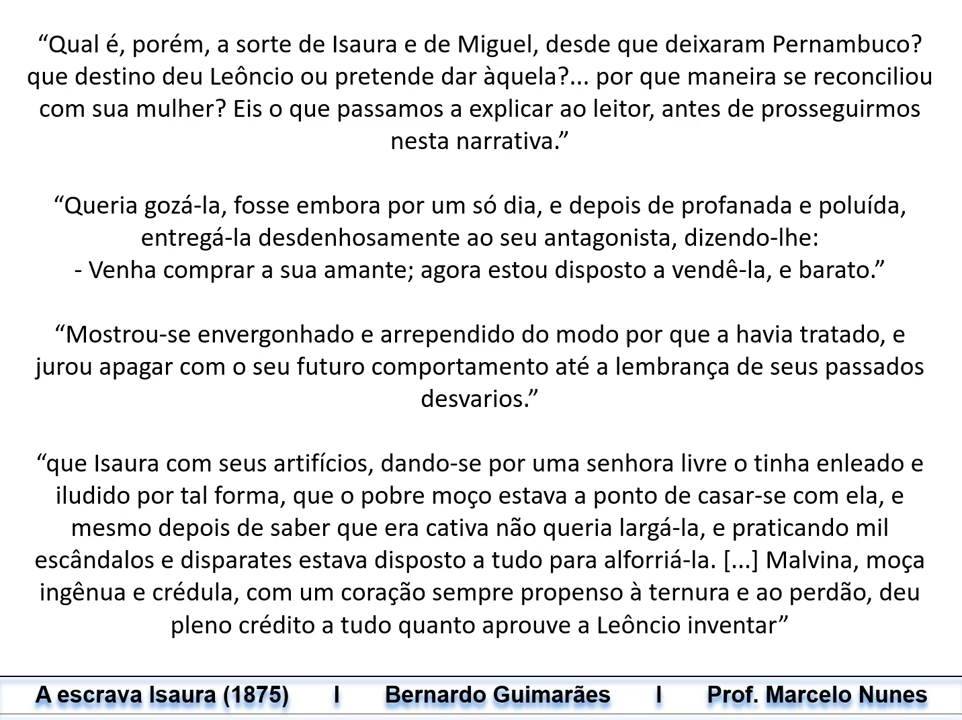 “Qual é, porém, a sorte de Isaura e de Miguel, desde que deixaram Pernambuco?
que destino deu Leôncio ou pretende dar àquela?... por que maneira se reconciliou
com sua mulher? Eis o que passamos a explicar ao leitor, antes de prosseguirmos
nesta narrativa.”
“Queria gozá-la, fosse embora por um só dia, e depois de profanada e poluída,
entregá-la desdenhosamente ao seu antagonista, dizendo-lhe:
- Venha comprar a sua amante; agora estou disposto a vendê-la, e barato.”
“Mostrou-se envergonhado e arrependido do modo por que a havia tratado, e
jurou apagar com o seu futuro comportamento até a lembrança de seus passados
desvarios.”
“que Isaura com seus artifícios, dando-se por uma senhora livre o tinha enleado e
iludido por tal forma, que o pobre moço estava a ponto de casar-se com ela, e
mesmo depois de saber que era cativa não queria largá-la, e praticando mil
escândalos e disparates estava disposto a tudo para alforriá-la. [...] Malvina, moça
ingênua e crédula, com um coração sempre propenso à ternura e ao perdão, deu
pleno crédito a tudo quanto aprouve a Leôncio inventar”
A escrava Isaura (1875) I Bernardo Guimarães I Prof. Marcelo Nunes